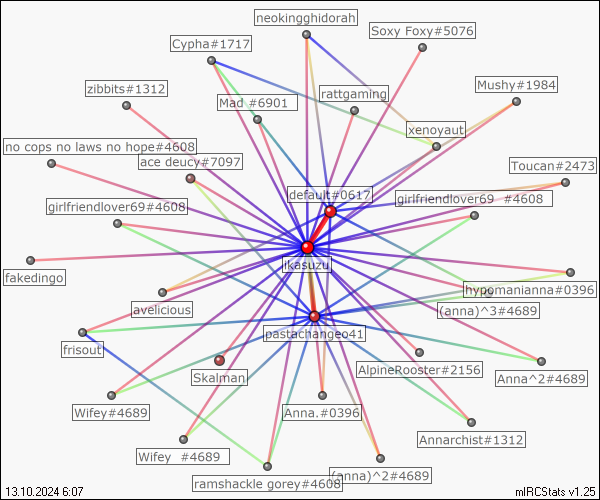 neokingghidorah
Soxy Foxy#5076
Cypha#1717
zibbits#1312
rattgaming
Mushy#1984
Mad_#6901
xenoyaut
no cops no laws no hope#4608
ace deucy#7097
Toucan#2473
default#0617
girlfriendlover69__#4608
girlfriendlover69#4608
ikasuzu
fakedingo
hypomanianna#0396
avelicious
(anna)^3#4689
pastachangeo41
frisout
AlpineRooster#2156
Skalman
Anna^2#4689
Wifey#4689
Anna.#0396
Annarchist#1312
Wifey_#4689
(anna)^2#4689
ramshackle gorey#4608
13.10.2024 6:07
mIRCStats v1.25